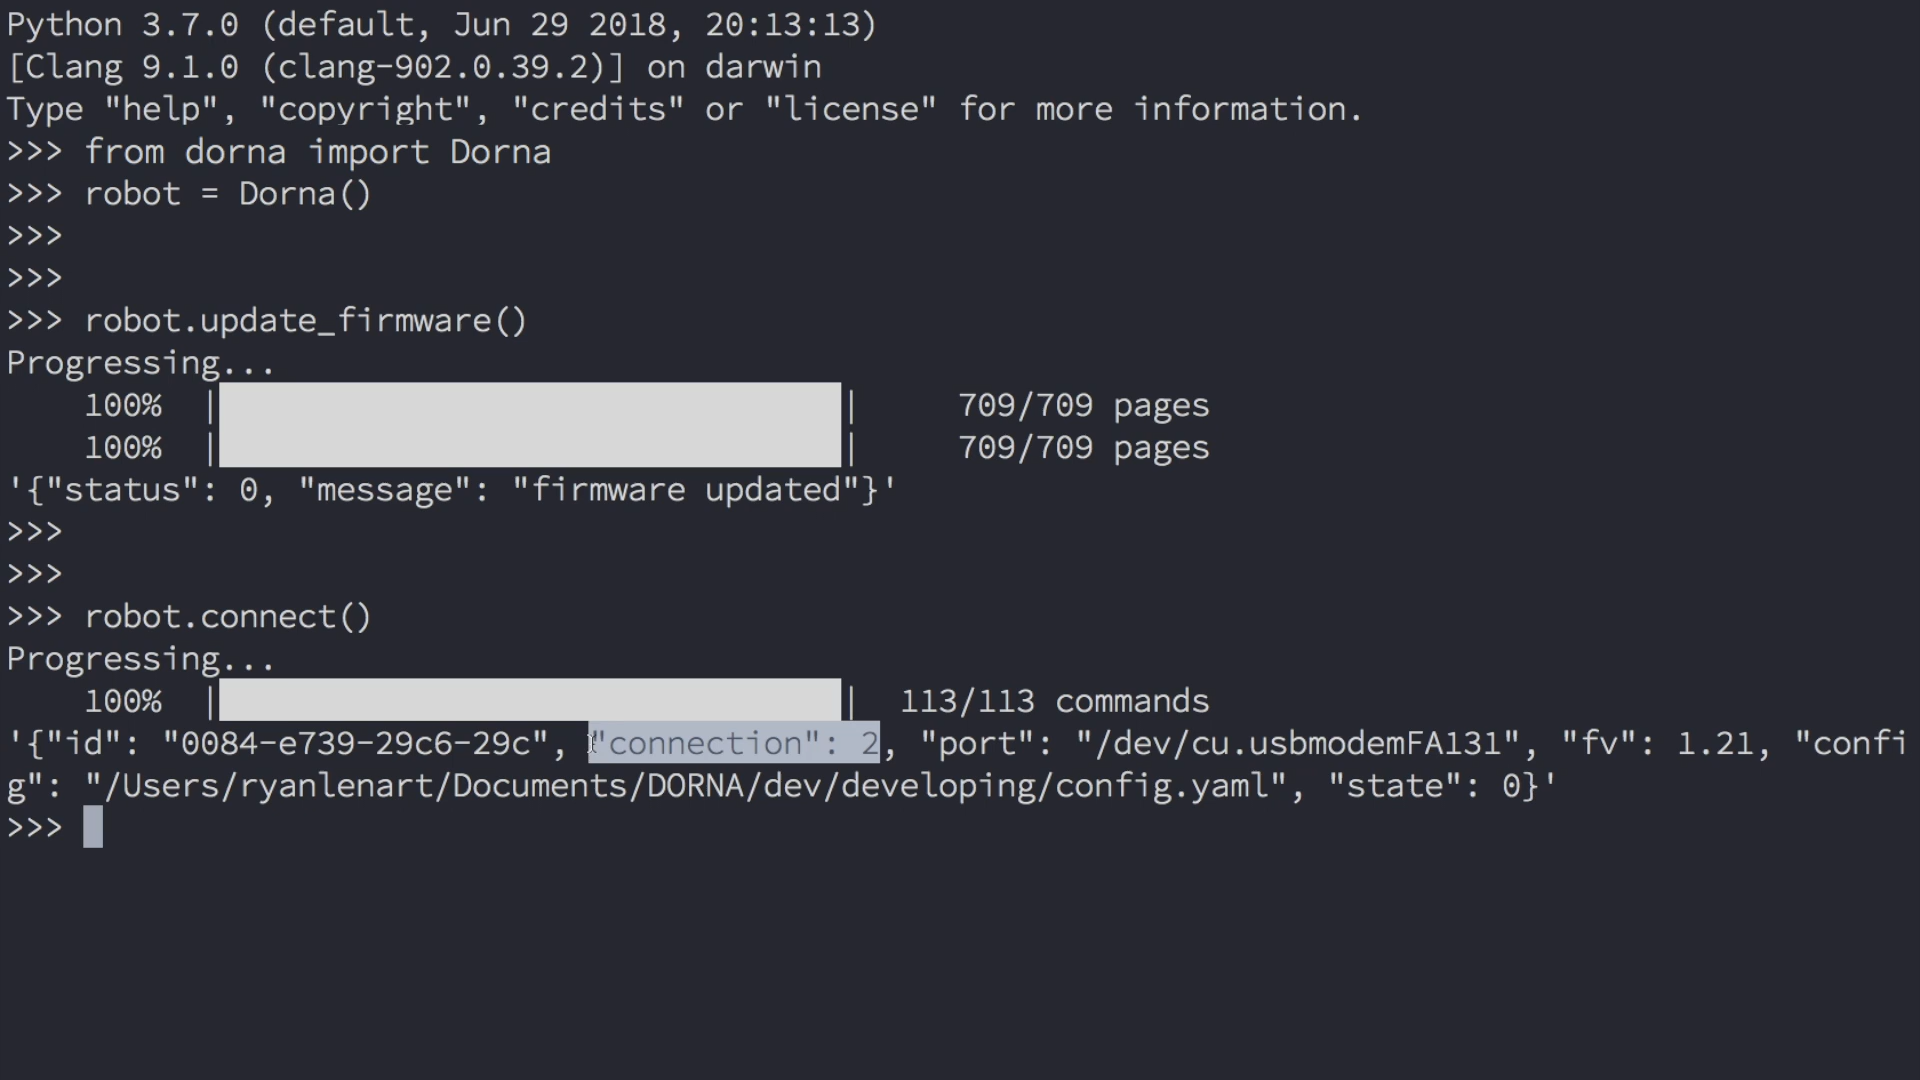 Python 3.7.0 (default, Jun 29 2018, 20:13:13)
[Clang 9.1.0 (clang-902.0.39.2)] on darwin
Type "help", "copyright", "credits" or "license" for more information.
>>> from dorna import Dorna
>>> robot = Dorna()
>>>
>>>
>>> robot.update_firmware()
Progressing...
100% | | 709/709 pages
100% | | 709/709 pages
'{"status": 0, "message": "firmware updated"}'
>>>
>>>
>>> robot.connect()
Progressing...
100% | | 113/113 commands
'{"id": "0084-e739-29c6-29c", "connection": 2, "port": "/dev/cu.usbmodemFA131", "fv": 1.21, "confi
g": "/Users/ryanlenart/Documents/DORNA/dev/developing/config.yaml", "state": 0}'
>>>